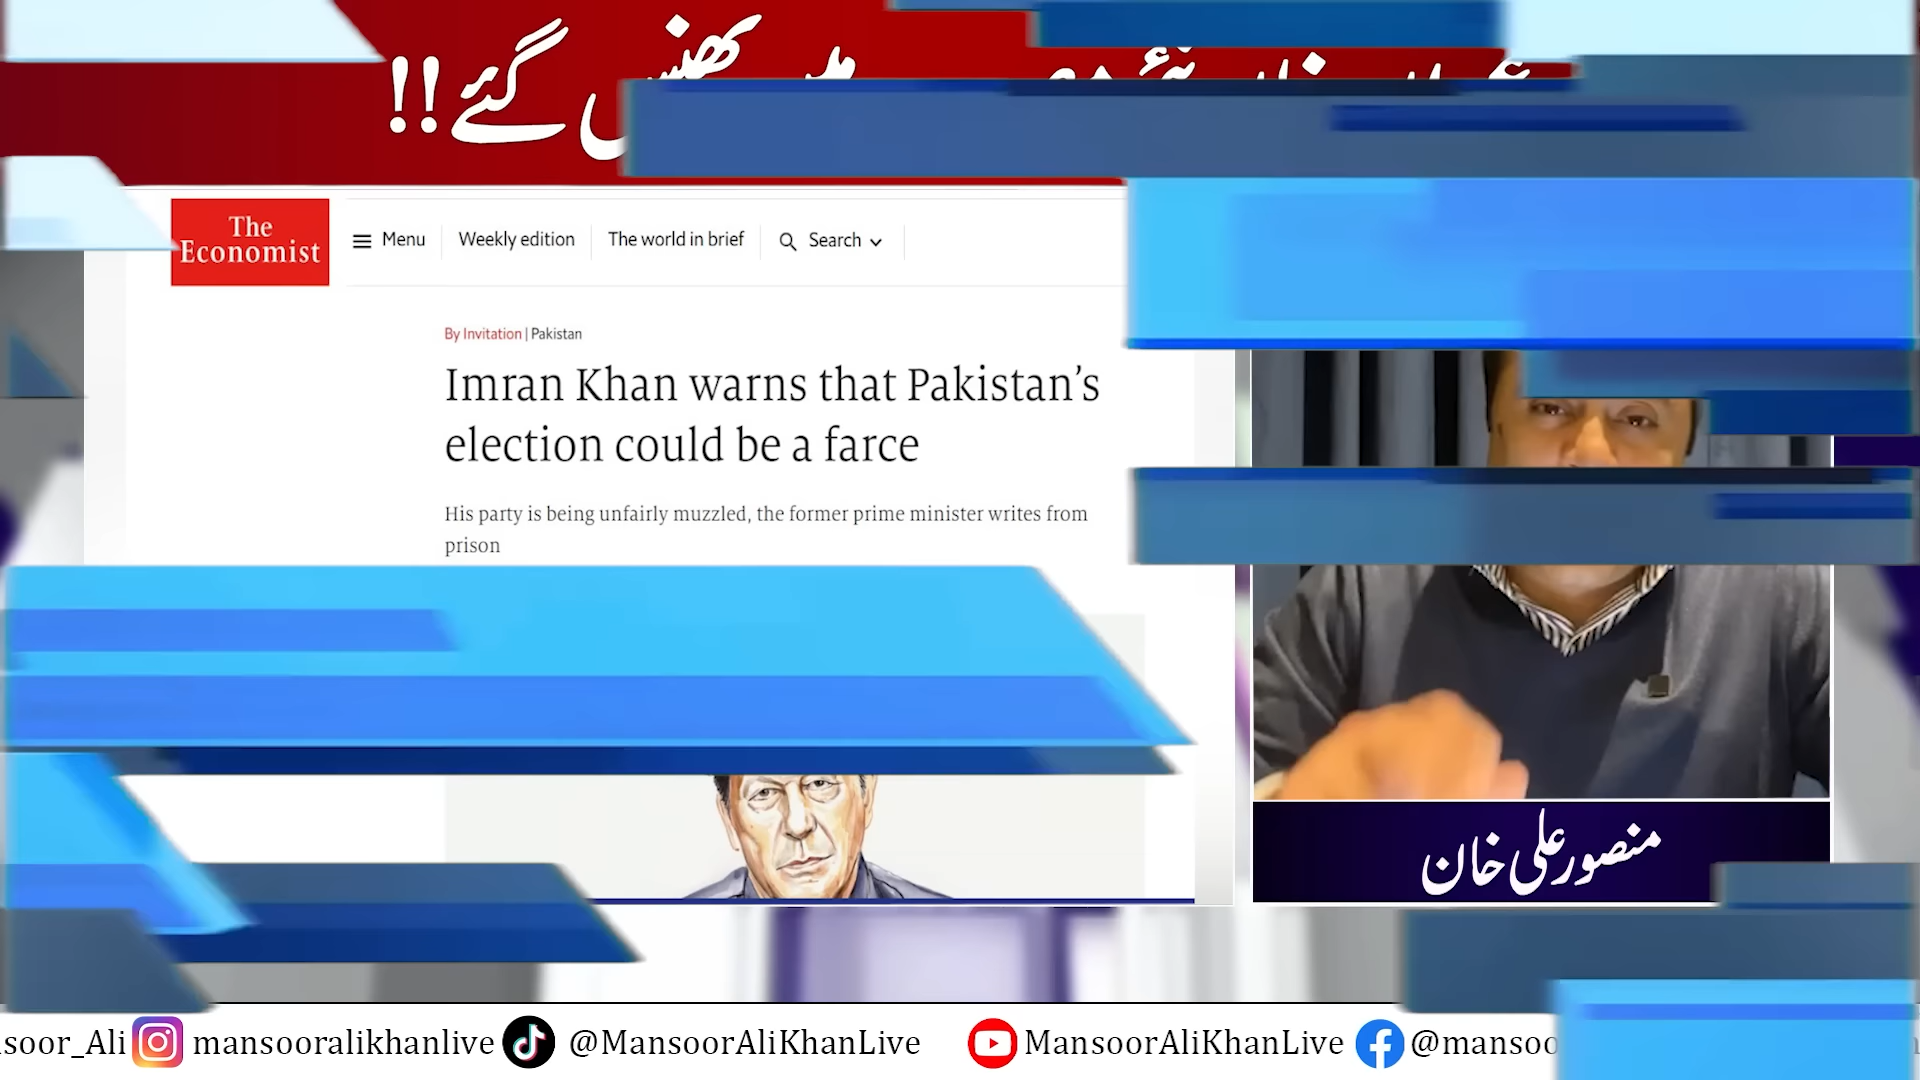 پھنس گئے!!
The
Economist
Menu
Weekly edition
The world in brief
Search
By Invitation | Pakistan
Imran Khan warns that Pakistan's
election could be a farce
His party is being unfairly muzzled, the former prime minister writes from
prison
منصور علی خان
soor_Ali mansooralikhanlive @MansoorAliKhanLive MansoorAliKhanLive @mansoo